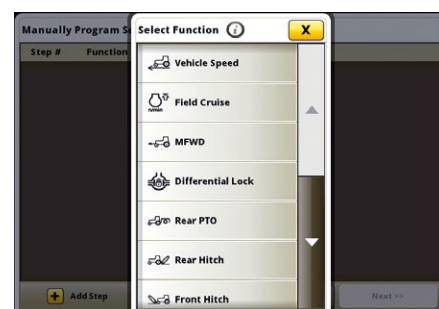 Manually Program S
Select Function i X
Step # Function
Vehicle Speed
Field Cruise
n/min
MFWD
Differential Lock
Rear PTO
Rear Hitch
Front Hitch
+ Add Step
Next >>